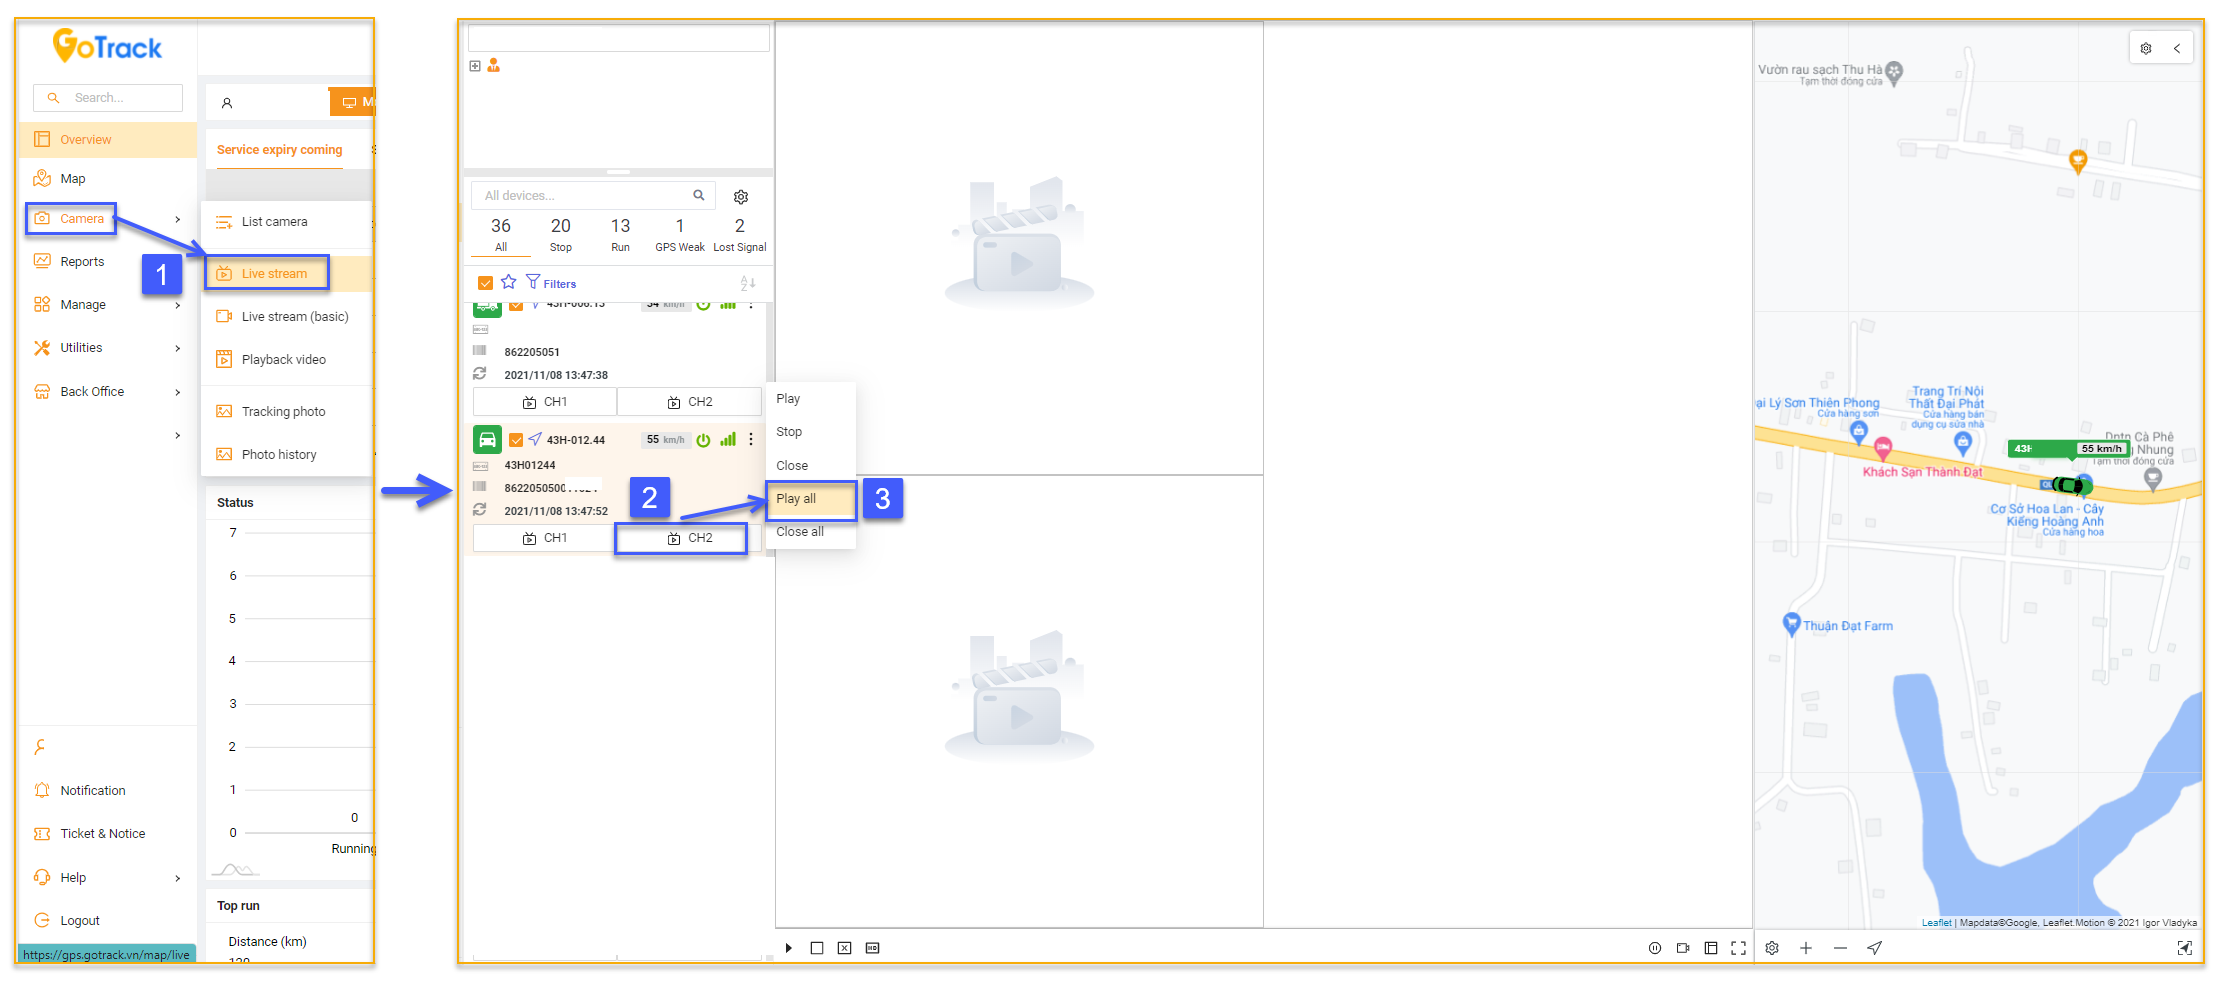 GoTrack
Search...
Overview
Map
Camera
Reports
Manage
Utilities
Back Office
Notification
Ticket & Notice
Help
Logout
https://gps.gotrack.vn/map/live
Service expiry coming
1
List camera
Live stream
Live stream (basic)
Playback video
Tracking photo
Photo history
Status
7
6
5
4
3
2
1
0
0
Running
Top run
Distance (km)
All devices...
36 20 13 1 2
All Stop Run GPS Weak Lost Signal
Filters
43H-006.13 34 km/h
862205051
2021/11/08 13:47:38
CH1 CH2
43H-012.44 55 km/h
43H01244
2021/11/08 13:47:52
CH1 CH2
2
Play
Stop
Close
Play all
Close all
3
HD
Vườn rau sạch Thu Hà
Tạm thời đóng cửa
Trang Trí Nội
Thất Đại Phát
Cửa hàng bán
dụng cụ sửa nhà
ại Lý Sơn Thiên Phong
Cửa hàng sơn
Khách Sạn Thành Đạt
43H 55 km/h
Dntn Cà Phê
Nhung
Tạm thời đóng cửa
Cơ Sở Hoa Lan - Cây
Kiểng Hoàng Anh
Cửa hàng hoa
Thuận Đạt Farm
Leaflet | Mapdata©Google, Leaflet.Motion © 2021 Igor Vladyka